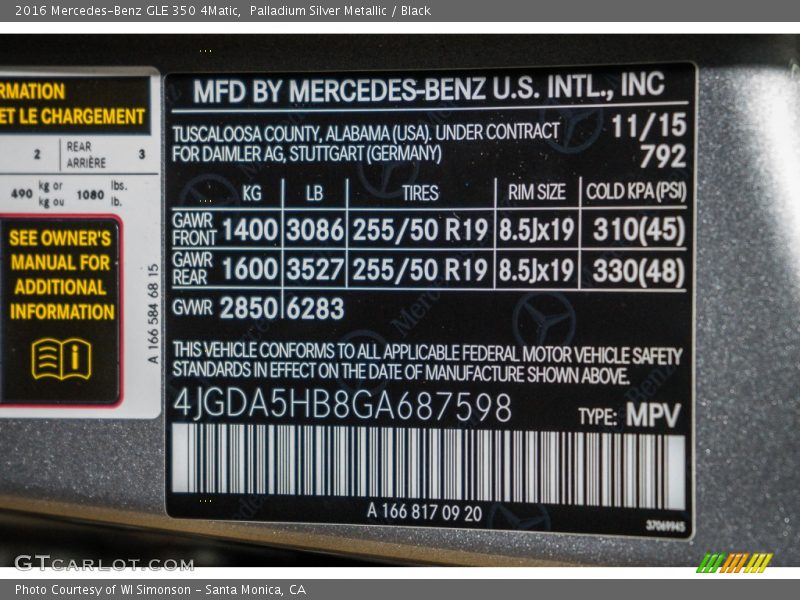 2016 Mercedes-Benz GLE 350 4Matic,  Palladium Silver Metallic / Black
RMATION
ET LE CHARGEMENT
2 REAR ARRIÈRE 3
490 kg or kg ou 1080 lbs. lb.
SEE OWNER'S
MANUAL FOR
ADDITIONAL
INFORMATION
A 166 584 68 15
MFD BY MERCEDES-BENZ U.S. INTL., INC
TUSCALOOSA COUNTY, ALABAMA (USA). UNDER CONTRACT 11/15
FOR DAIMLER AG, STUTTGART (GERMANY) 792
KG LB TIRES RIM SIZE COLD KPA(PSI)
GAWR FRONT 1400 3086 255/50 R19 8.5Jx19 310(45)
GAWR REAR 1600 3527 255/50 R19 8.5Jx19 330(48)
GWR 2850 6283
THIS VEHICLE CONFORMS TO ALL APPLICABLE FEDERAL MOTOR VEHICLE SAFETY
STANDARDS IN EFFECT ON THE DATE OF MANUFACTURE SHOWN ABOVE.
4JGDA5HB8GA687598 TYPE: MPV
A 166 817 09 20
37069945
GTCARLOT.COM
Photo Courtesy of WI Simonson - Santa Monica, CA